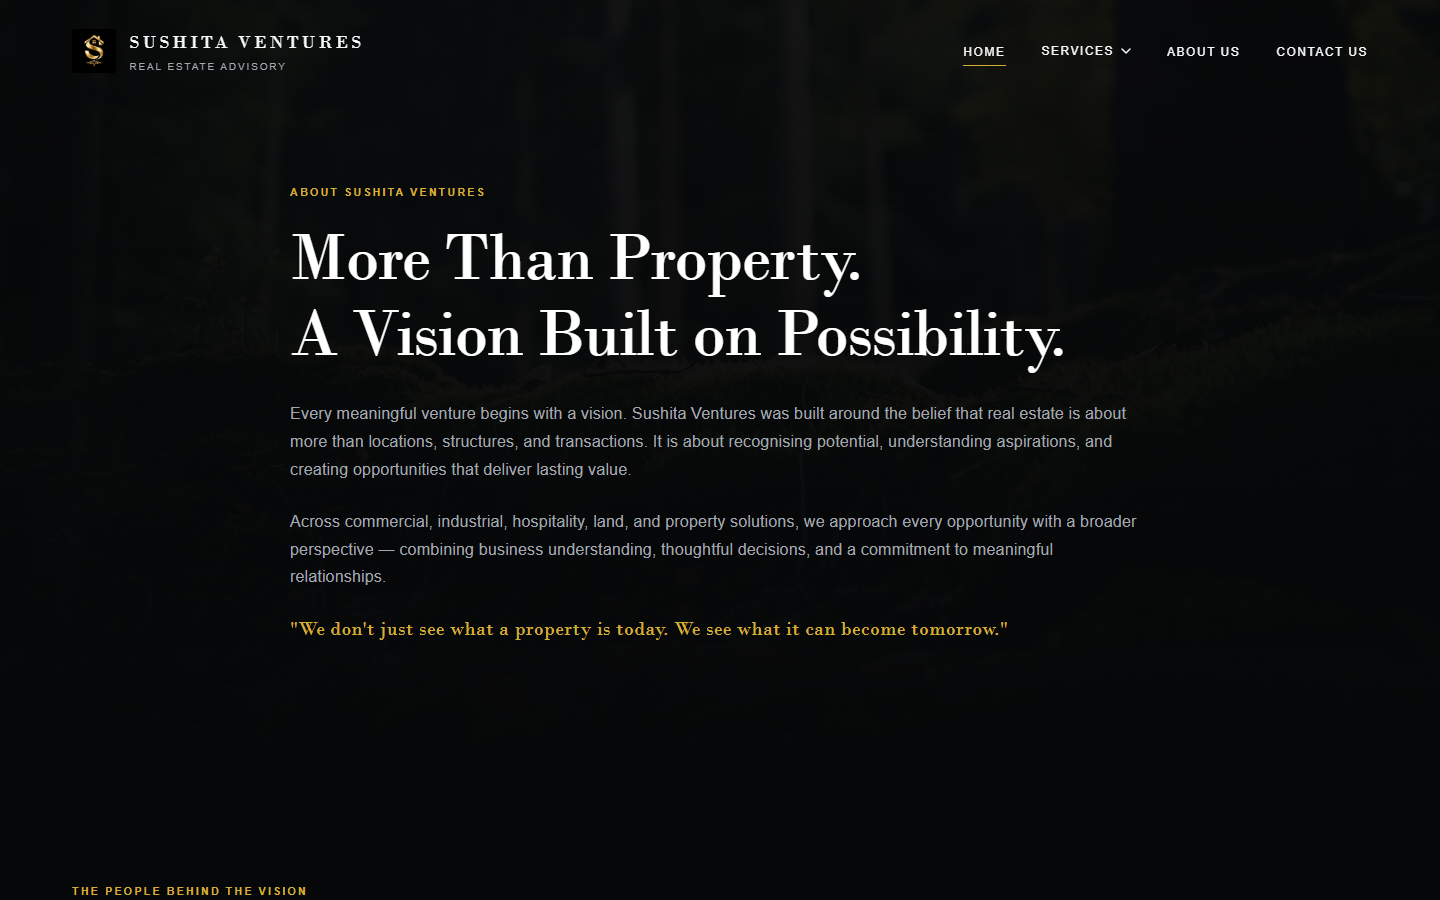 SUSHITA VENTURES
REAL ESTATE ADVISORY
HOME
SERVICES
ABOUT US
CONTACT US
ABOUT SUSHITA VENTURES
More Than Property.
A Vision Built on Possibility.
Every meaningful venture begins with a vision. Sushita Ventures was built around the belief that real estate is about
more than locations, structures, and transactions. It is about recognising potential, understanding aspirations, and
creating opportunities that deliver lasting value.
Across commercial, industrial, hospitality, land, and property solutions, we approach every opportunity with a broader
perspective — combining business understanding, thoughtful decisions, and a commitment to meaningful
relationships.
"We don't just see what a property is today. We see what it can become tomorrow."
THE PEOPLE BEHIND THE VISION